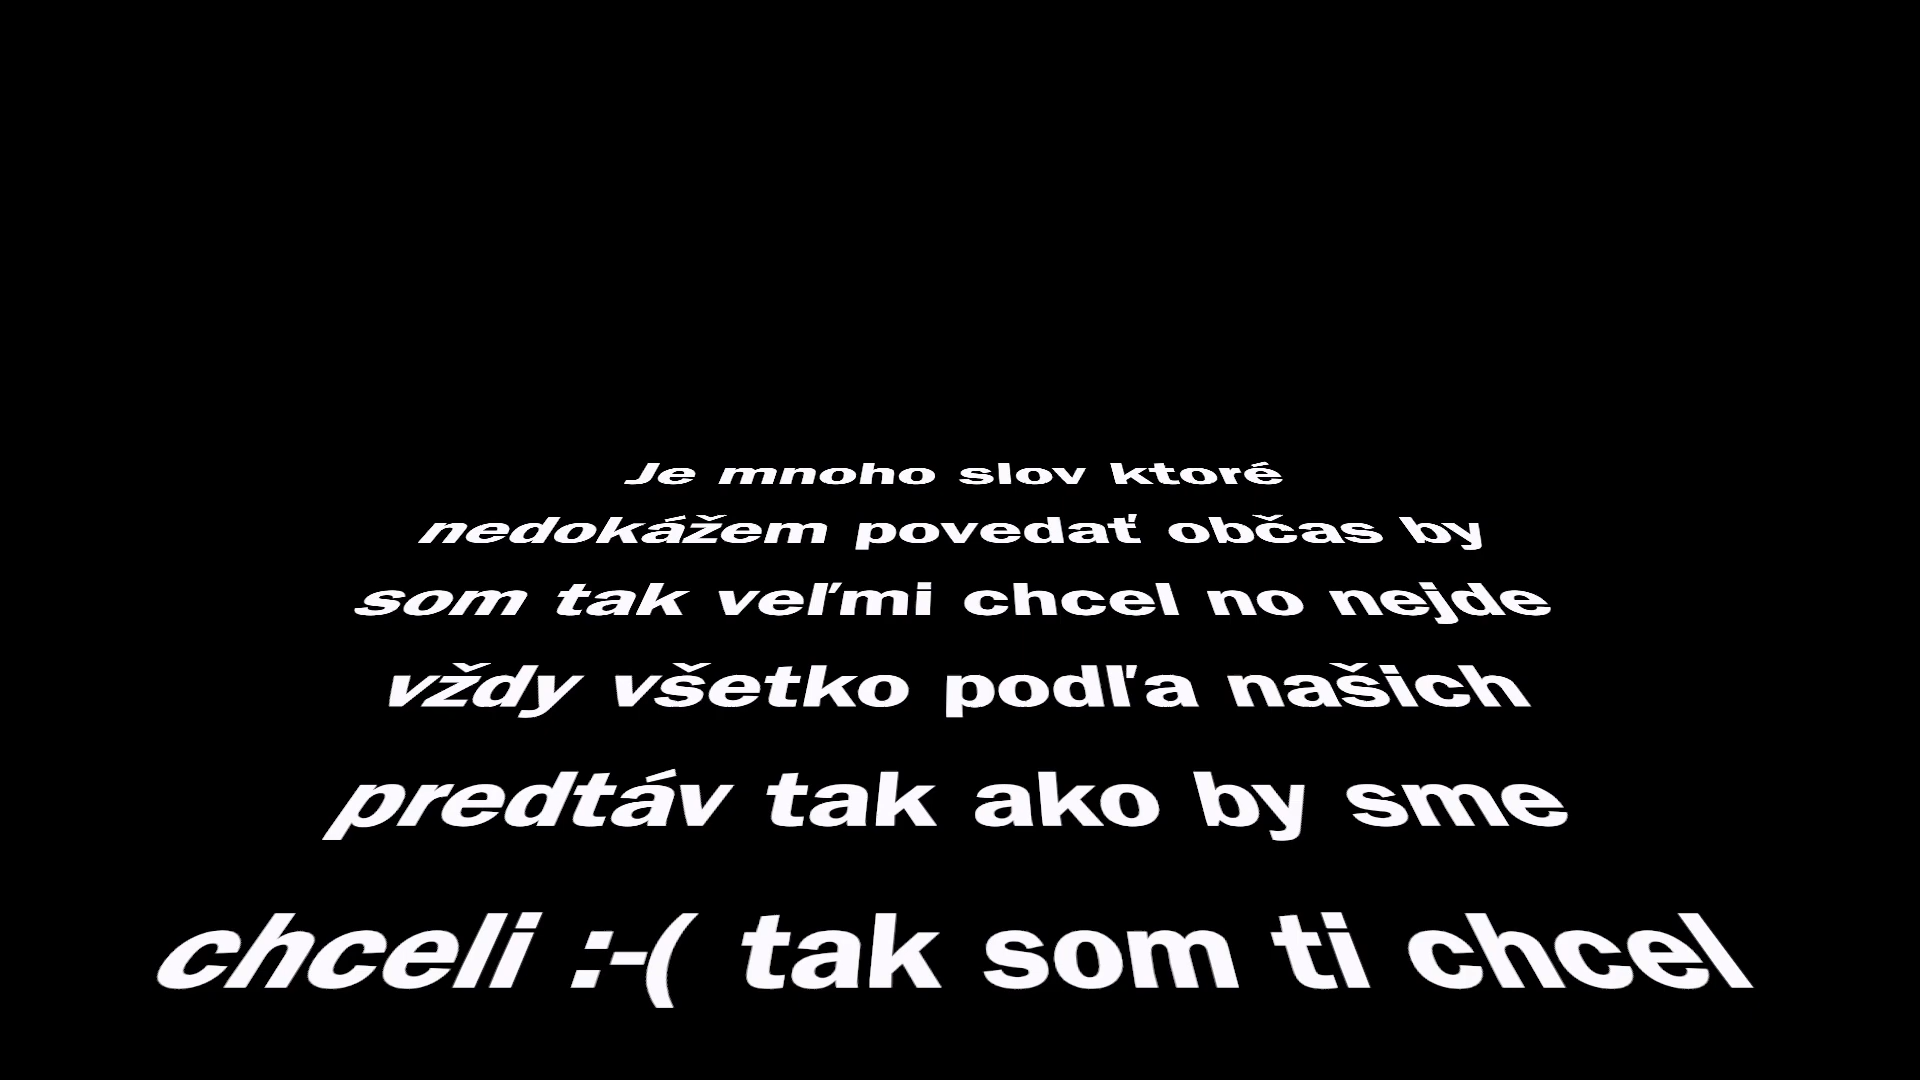 Je mnoho slov ktoré
nedokážem povedať občas by
som tak veľmi chcel no nejde
vždy všetko podľa našich
predtáv tak ako by sme
chceli :-( tak som ti chcel